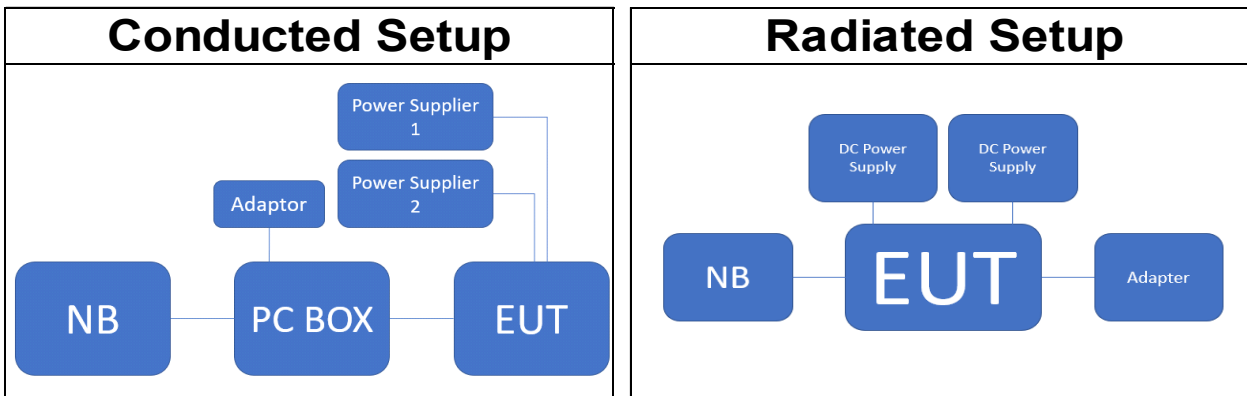 Conducted Setup
Power Supplier
1
Power Supplier
2
Adaptor
NB
PC BOX
EUT
Radiated Setup
DC Power
Supply
DC Power
Supply
NB
EUT
Adapter